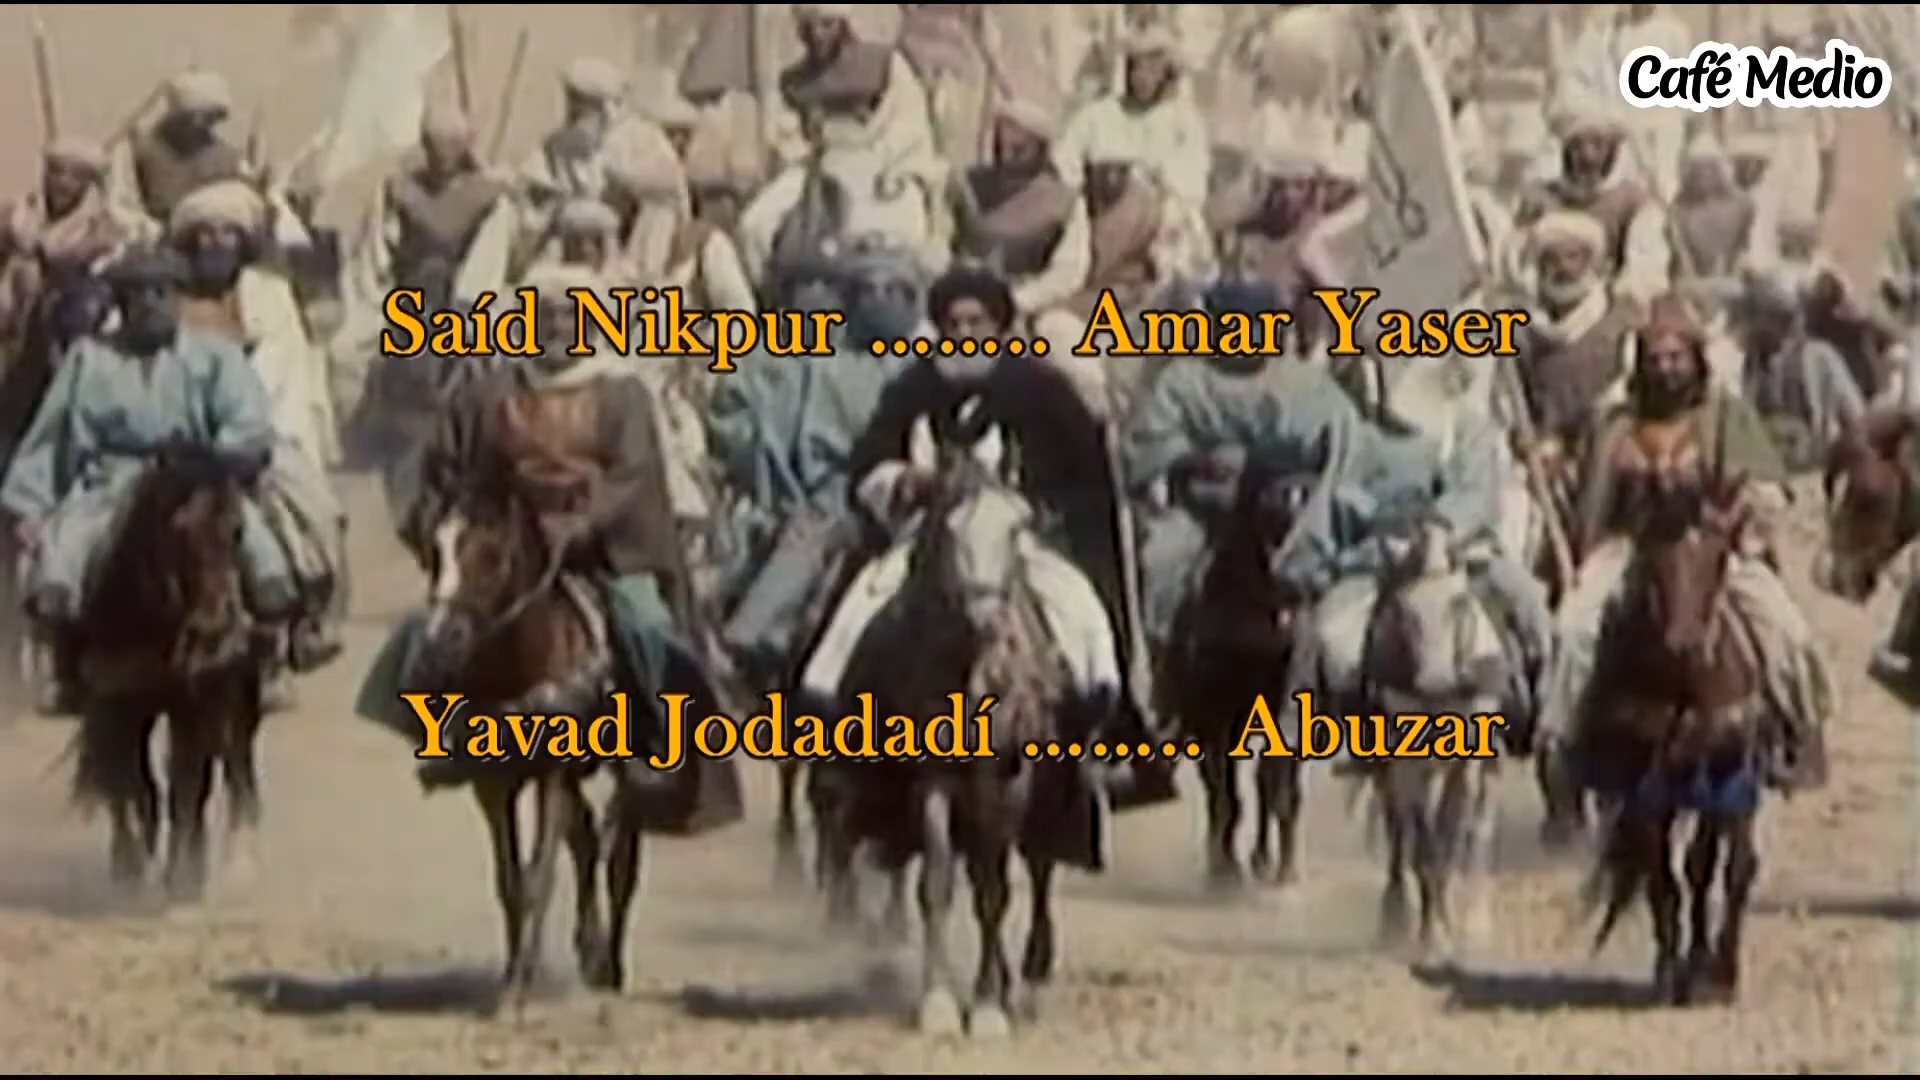 Café Medio
Saíd Nikpur ........ Amar Yaser
Yavad Jodadadí ........ Abuzar